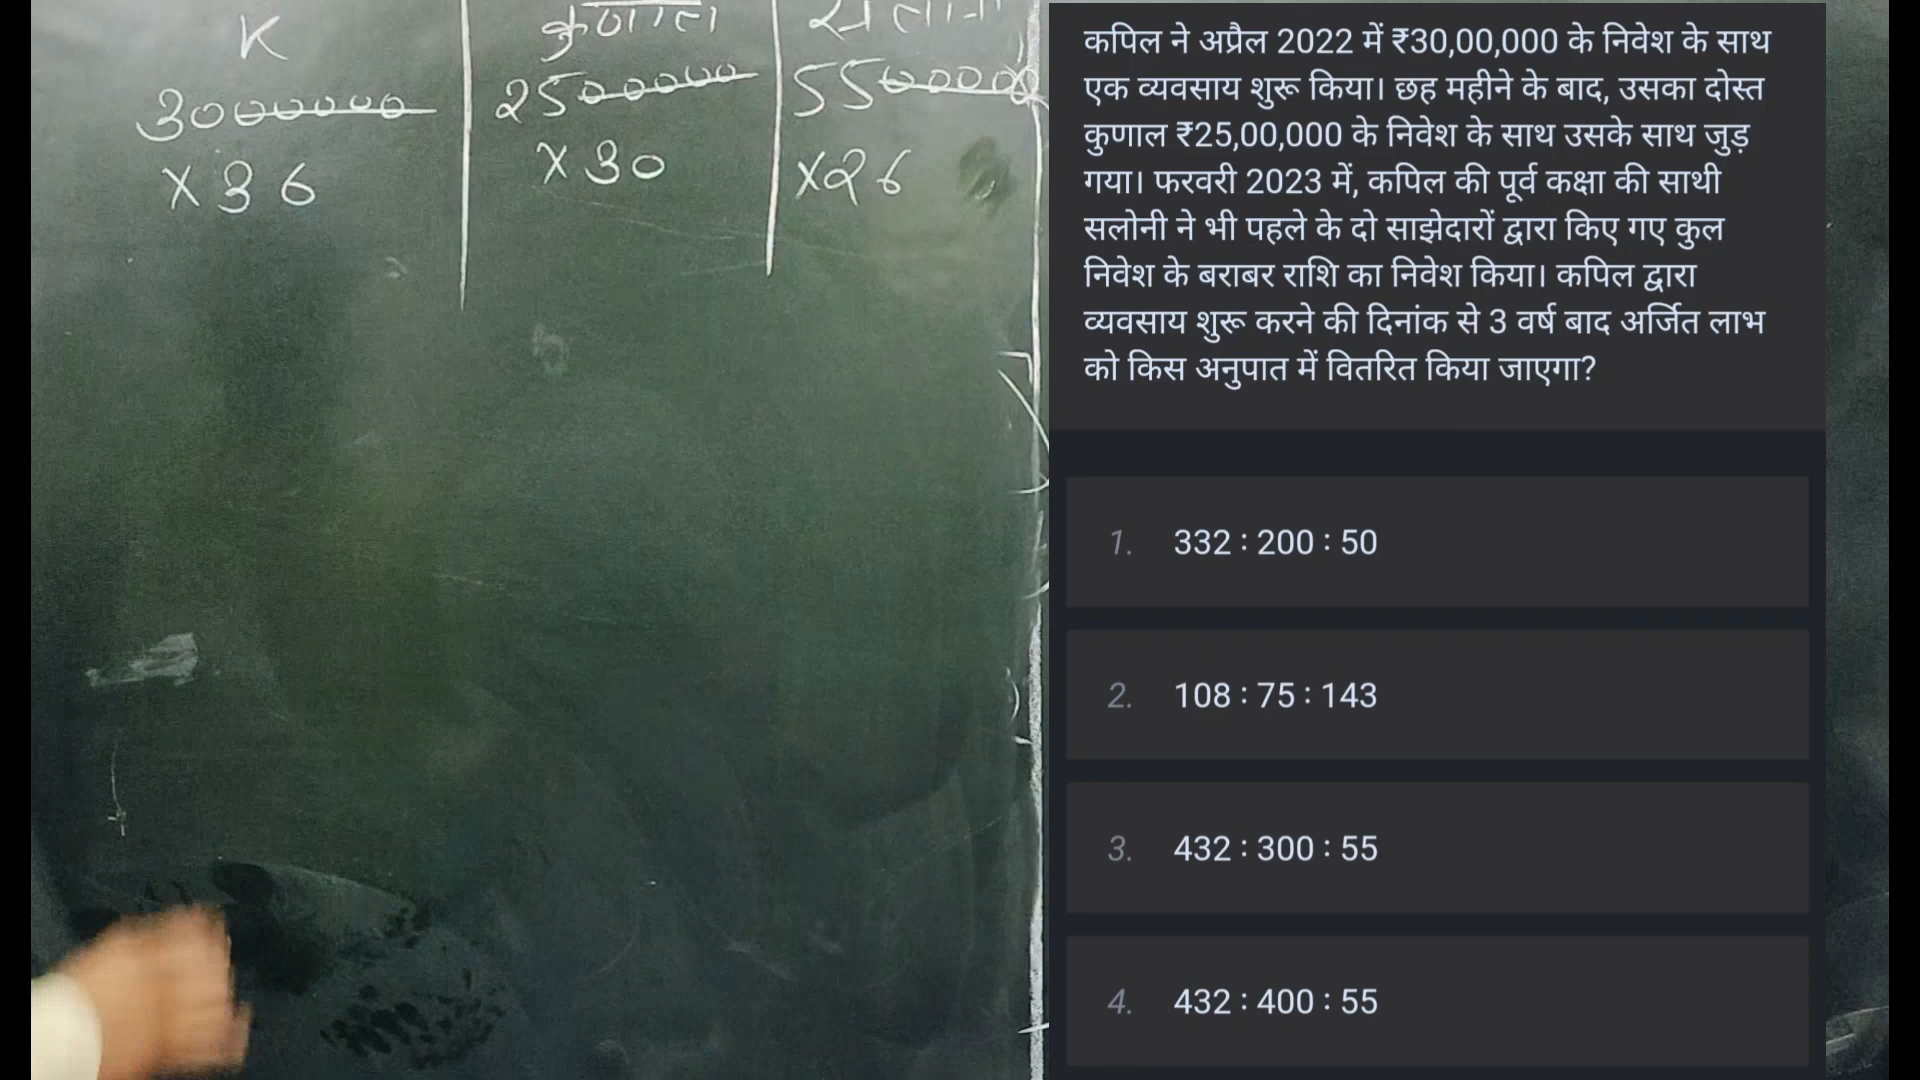 K
कुणाल
3000000
2500000
5500000
X 36
X 30
X26
कपिल ने अप्रैल 2022 में ₹30,00,000 के निवेश के साथ
एक व्यवसाय शुरू किया। छह महीने के बाद, उसका दोस्त
कुणाल ₹25,00,000 के निवेश के साथ उसके साथ जुड़
गया। फरवरी 2023 में, कपिल की पूर्व कक्षा की साथी
सलोनी ने भी पहले के दो साझेदारों द्वारा किए गए कुल
निवेश के बराबर राशि का निवेश किया। कपिल द्वारा
व्यवसाय शुरू करने की दिनांक से 3 वर्ष बाद अर्जित लाभ
को किस अनुपात में वितरित किया जाएगा?
1. 332 : 200 : 50
2. 108 : 75 : 143
3. 432 : 300 : 55
4. 432 : 400 : 55